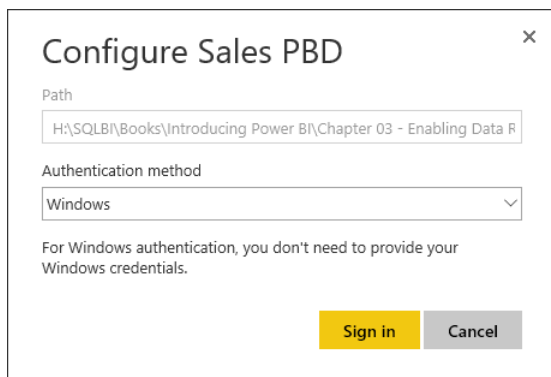 Configure Sales PBD
Path
H:\SQLBI\Books\Introducing Power BI\Chapter 03 - Enabling Data R
Authentication method
Windows
For Windows authentication, you don't need to provide your
Windows credentials.
Sign in
Cancel